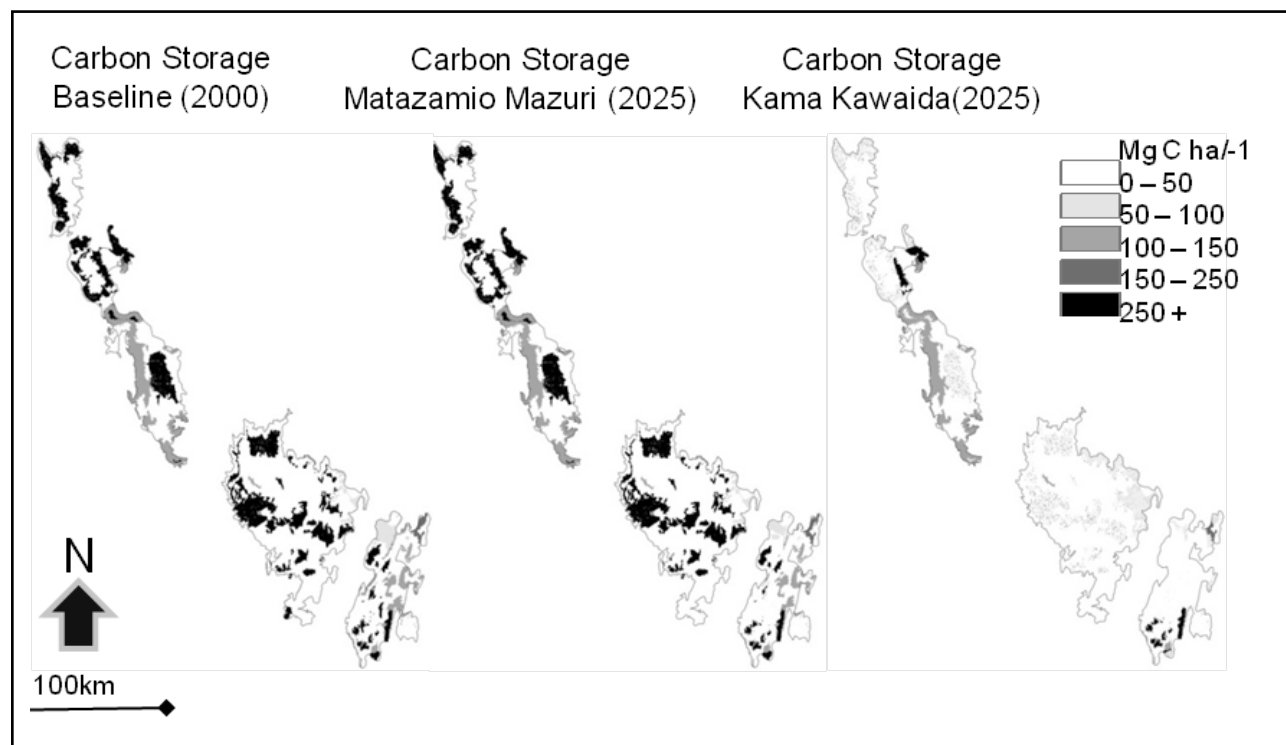 Carbon Storage
Baseline (2000)
Carbon Storage
Matazamio Mazuri (2025)
Carbon Storage
Kama Kawaida(2025)
MgC ha/-1
0 – 50
50 – 100
100 – 150
150 – 250
250 +
N
100km